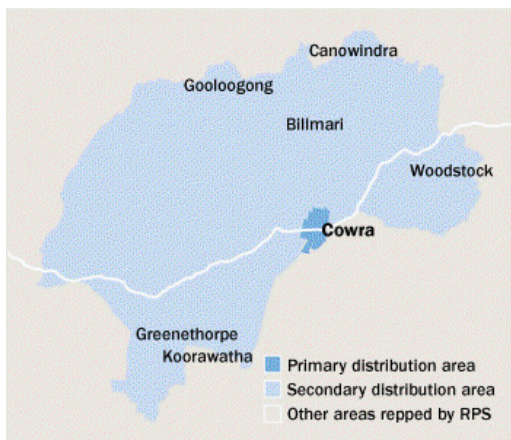 Canowindra
Gooloogong
Billmari
Woodstock
Cowra
Greenethorpe
Koorawatha
Primary distribution area
Secondary distribution area
Other areas repped by RPS